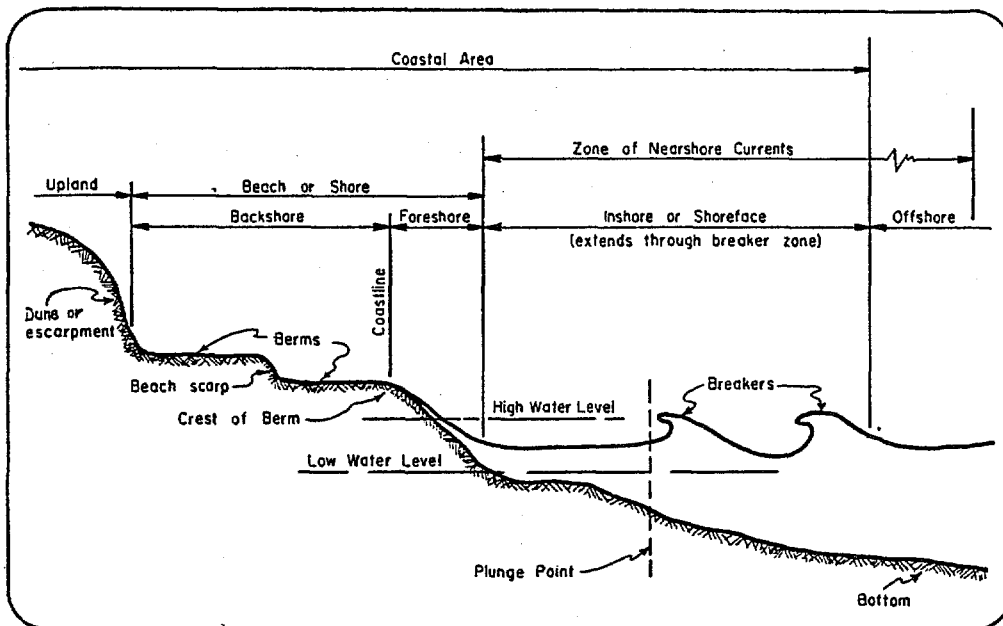 Coastal Area
Zone of Nearshore Currents
Upland
Beach or Shore
Backshore
Foreshore
Inshore or Shoreface
(extends through breaker zone)
Offshore
Dune or
escarpment
Coastline
Berms
Beach scarp
Crest of Berm
High Water Level
Breakers
Low Water Level
Plunge Point
Bottom